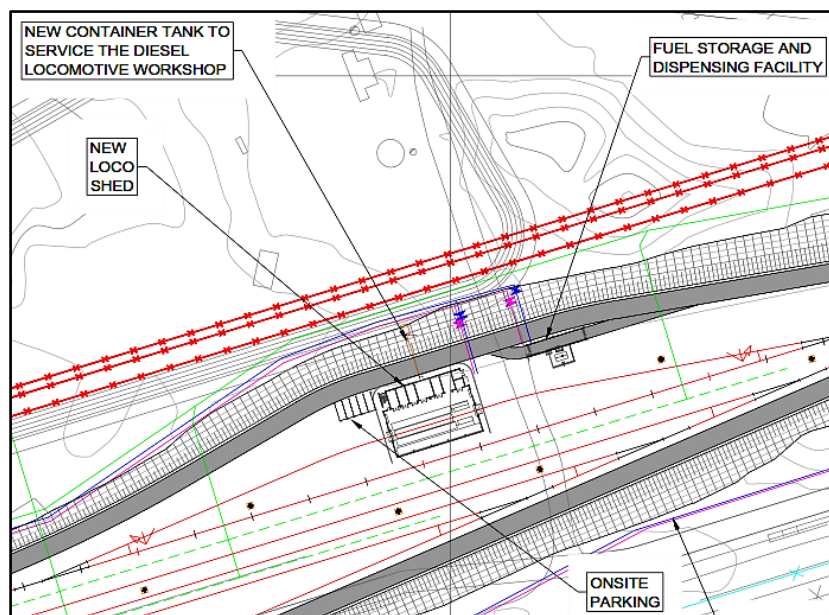 NEW CONTAINER TANK TO
SERVICE THE DIESEL
LOCOMOTIVE WORKSHOP
FUEL STORAGE AND
DISPENSING FACILITY
NEW
LOCO
SHED
ONSITE
PARKING